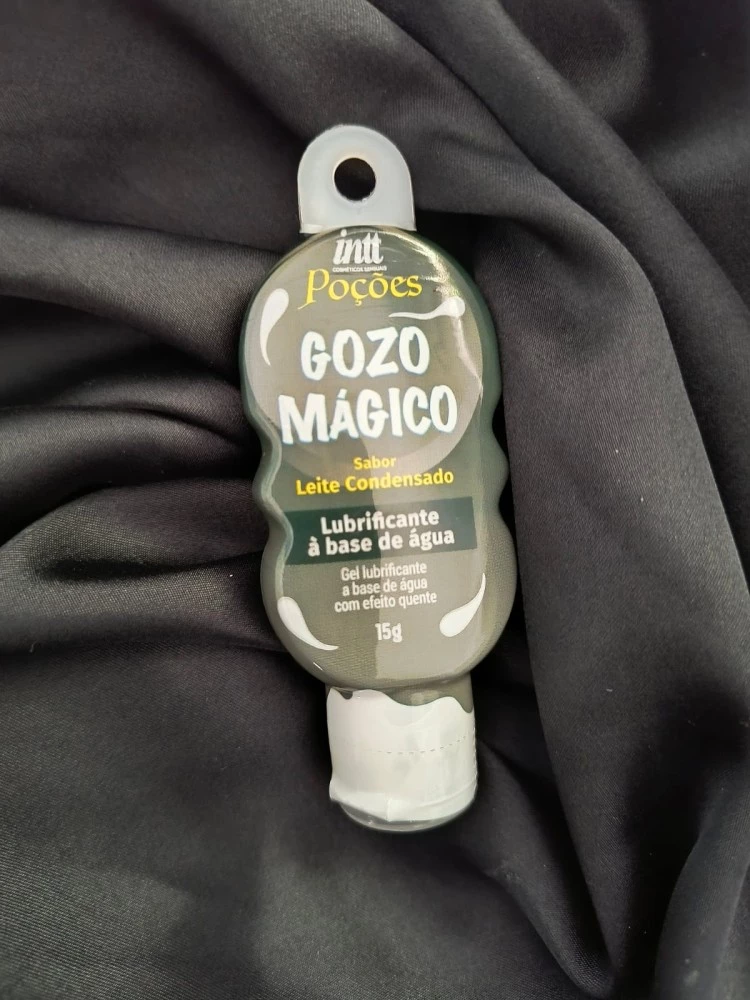 intt
COSMÉTICOS SENSUAIS
Poções
GOZO
MÁGICO
Sabor
Leite Condensado
Lubrificante
à base de água
Gel lubrificante
a base de água
com efeito quente
15g